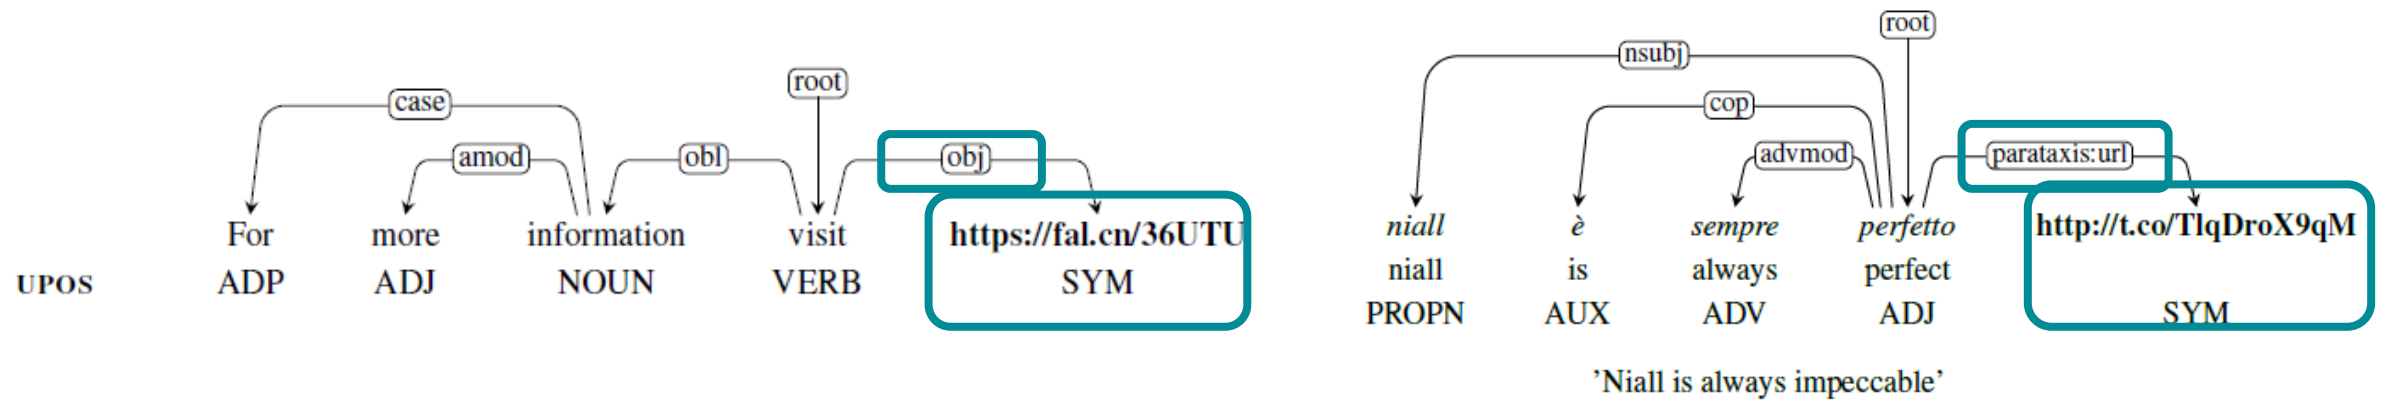 root
case
amod
obl
obj
For more information visit https://fal.cn/36UTU
UPOS ADP ADJ NOUN VERB SYM
root
nsubj
cop
advmod
parataxis:url
niall è sempre perfetto http://t.co/TlqDroX9qM
niall is always perfect
PROPN AUX ADV ADJ SYM
'Niall is always impeccable'